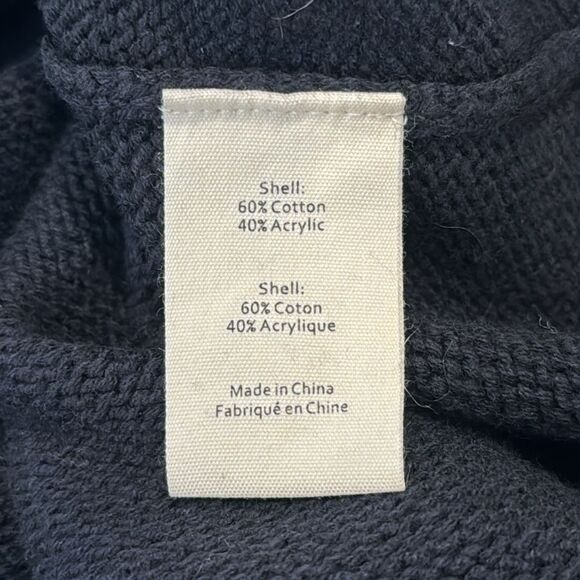 Shell:
60% Cotton
40% Acrylic
Shell:
60% Coton
40% Acrylique
Made in China
Fabriqué en Chine